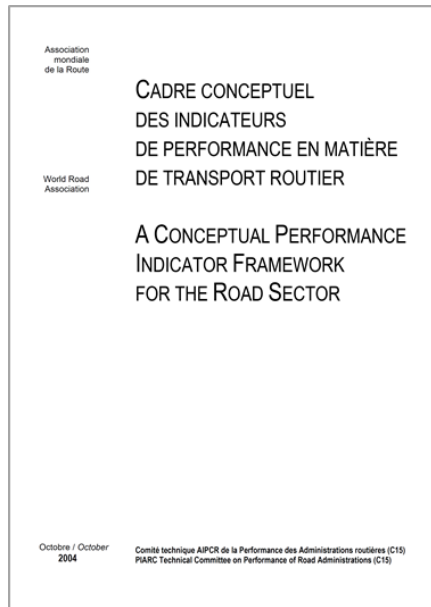 Association
mondiale
de la Route
CADRE CONCEPTUEL
DES INDICATEURS
DE PERFORMANCE EN MATIÈRE
DE TRANSPORT ROUTIER
World Road
Association
A CONCEPTUAL PERFORMANCE
INDICATOR FRAMEWORK
FOR THE ROAD SECTOR
Octobre / October
2004
Comité technique AIPCR de la Performance des Administrations routières (C15)
PIARC Technical Committee on Performance of Road Administrations (C15)